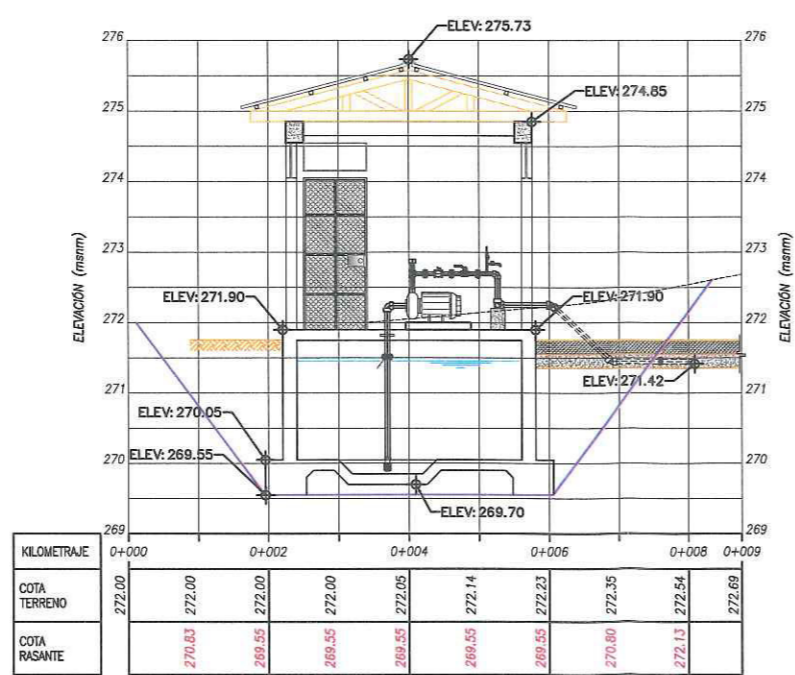 ELEV: 275.73
276
276
ELEV: 274.85
275
275
274
274
273
273
ELEVACIÓN (msnm)
ELEVACIÓN (msnm)
ELEV: 271.90
ELEV: 271.90
272
272
271
271
ELEV: 271.42
ELEV: 270.05
ELEV: 269.55
270
270
ELEV: 269.70
269
269
KILOMETRAJE 0+000 0+002 0+004 0+006 0+008 0+009
COTA TERRENO 272.00 272.00 272.00 272.00 272.05 272.14 272.23 272.35 272.54 272.69
COTA RASANTE 270.83 269.55 269.55 269.55 269.55 269.55 270.80 272.13